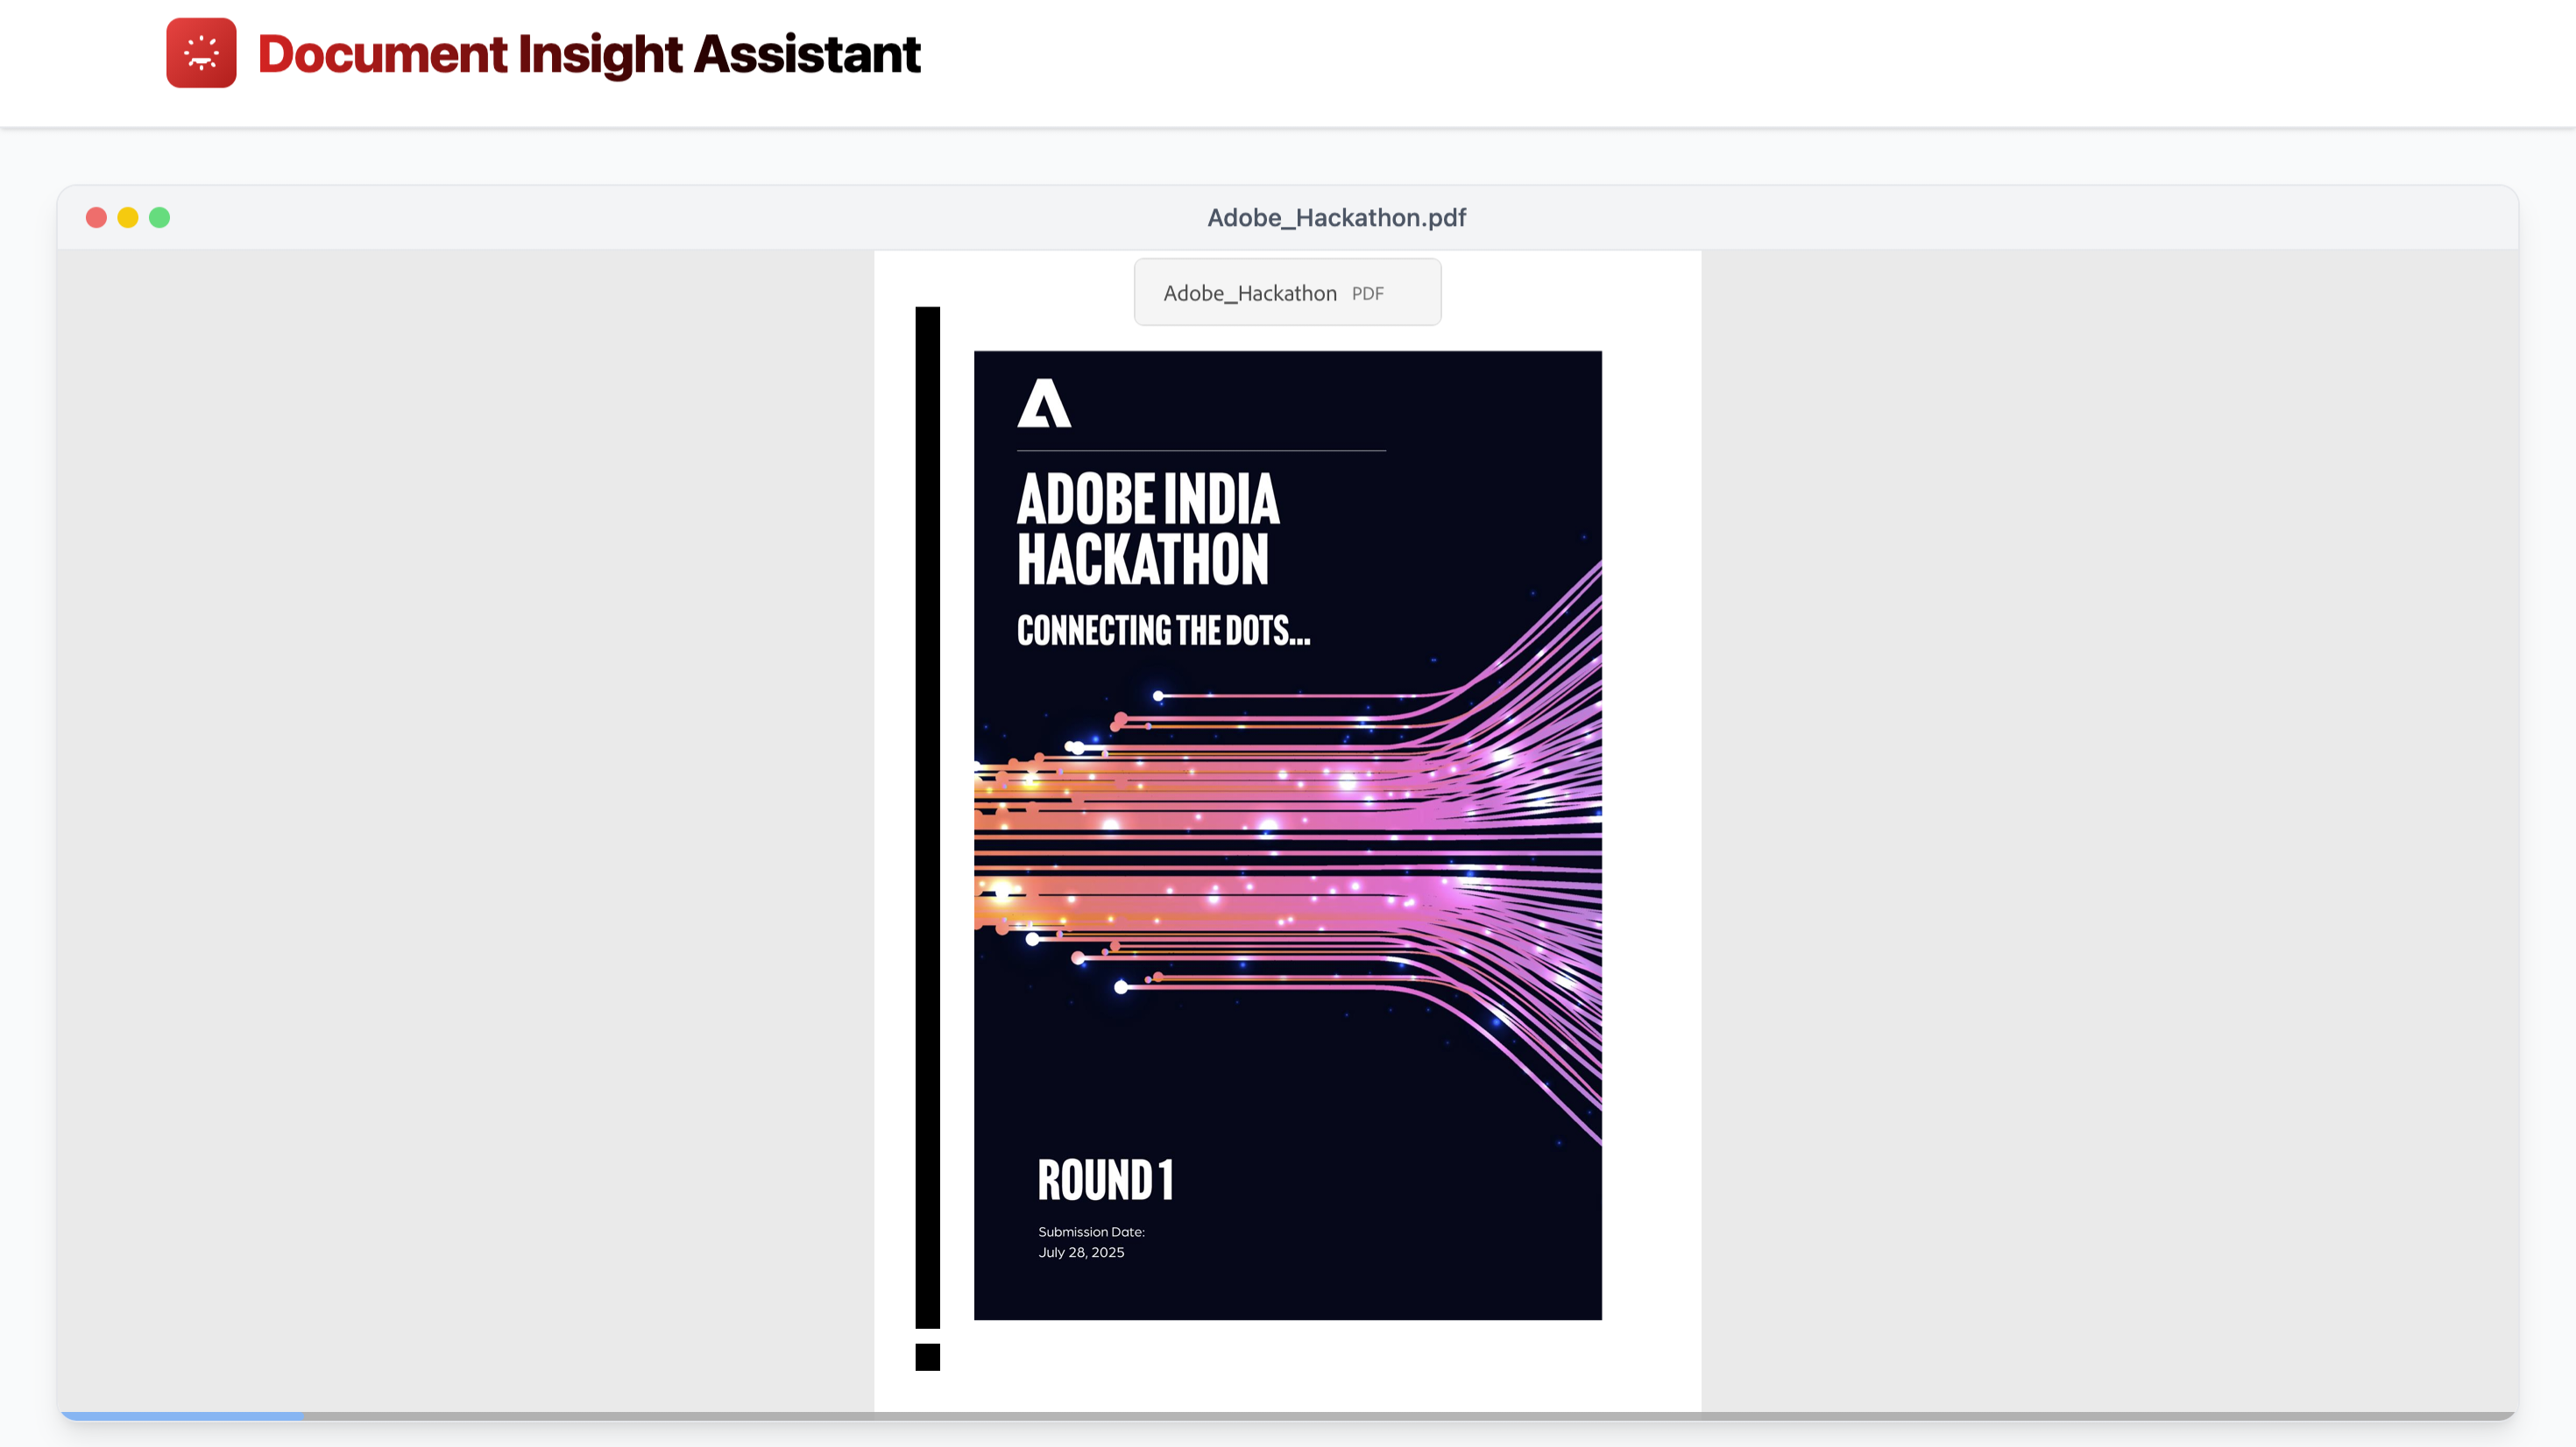 Document Insight Assistant
Adobe_Hackathon.pdf
Adobe_Hackathon PDF
ADOBE INDIA
HACKATHON
CONNECTING THE DOTS...
ROUND 1
Submission Date:
July 28, 2025